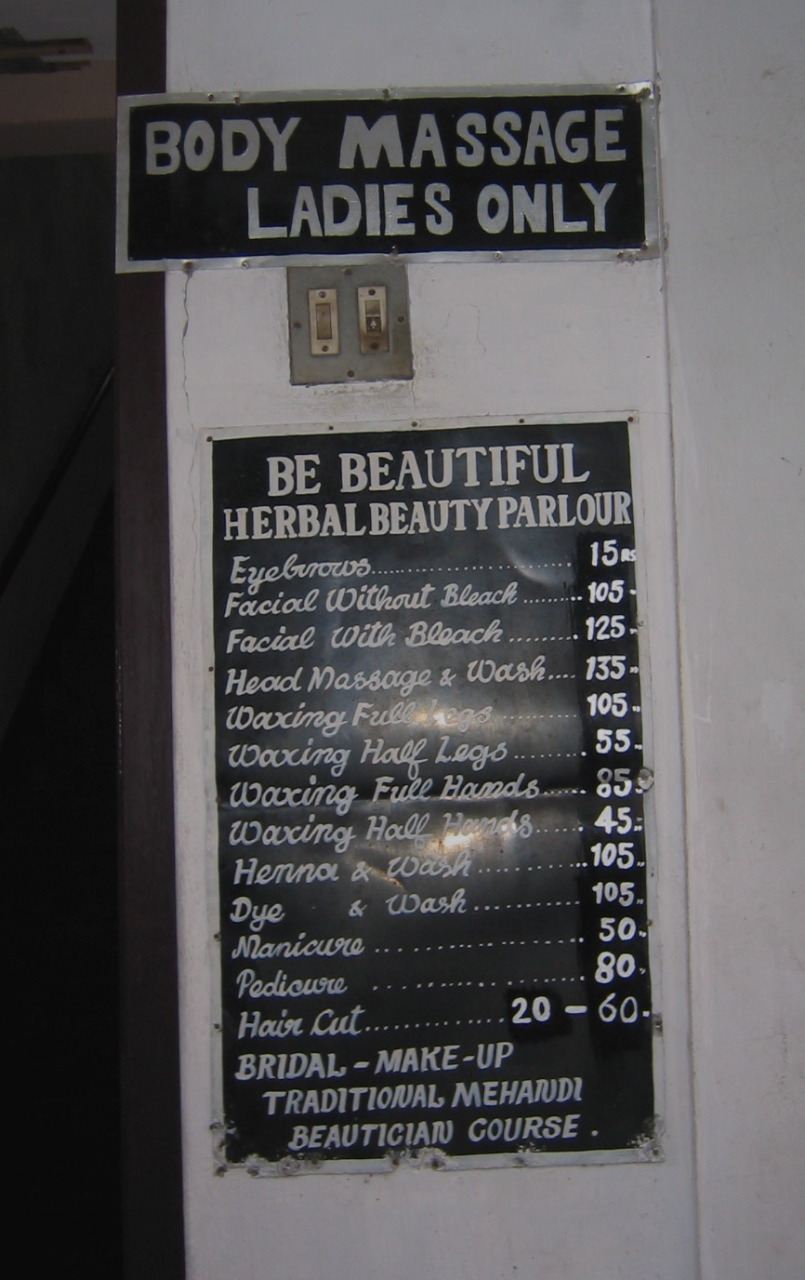 BODY MASSAGE
LADIES ONLY
BE BEAUTIFUL
HERBAL BEAUTY PARLOUR
Eyebrows.......................... 15 RS
Facial Without Bleach ......... 105
Facial With Bleach .......... 125
Head Massage & Wash.... 135
Waxing Full Legs ............ 105
Waxing Half Legs .......... 55
Waxing Full Hands...... 85
Waxing Half Hands...... 45
Henna & Wash ............... 105
Dye & Wash .............. 105
Manicure ........................ 50
Pedicure ........................ 80
Hair Cut............... 20 - 60
BRIDAL - MAKE-UP
TRADITIONAL MEHANDI
BEAUTICIAN COURSE .